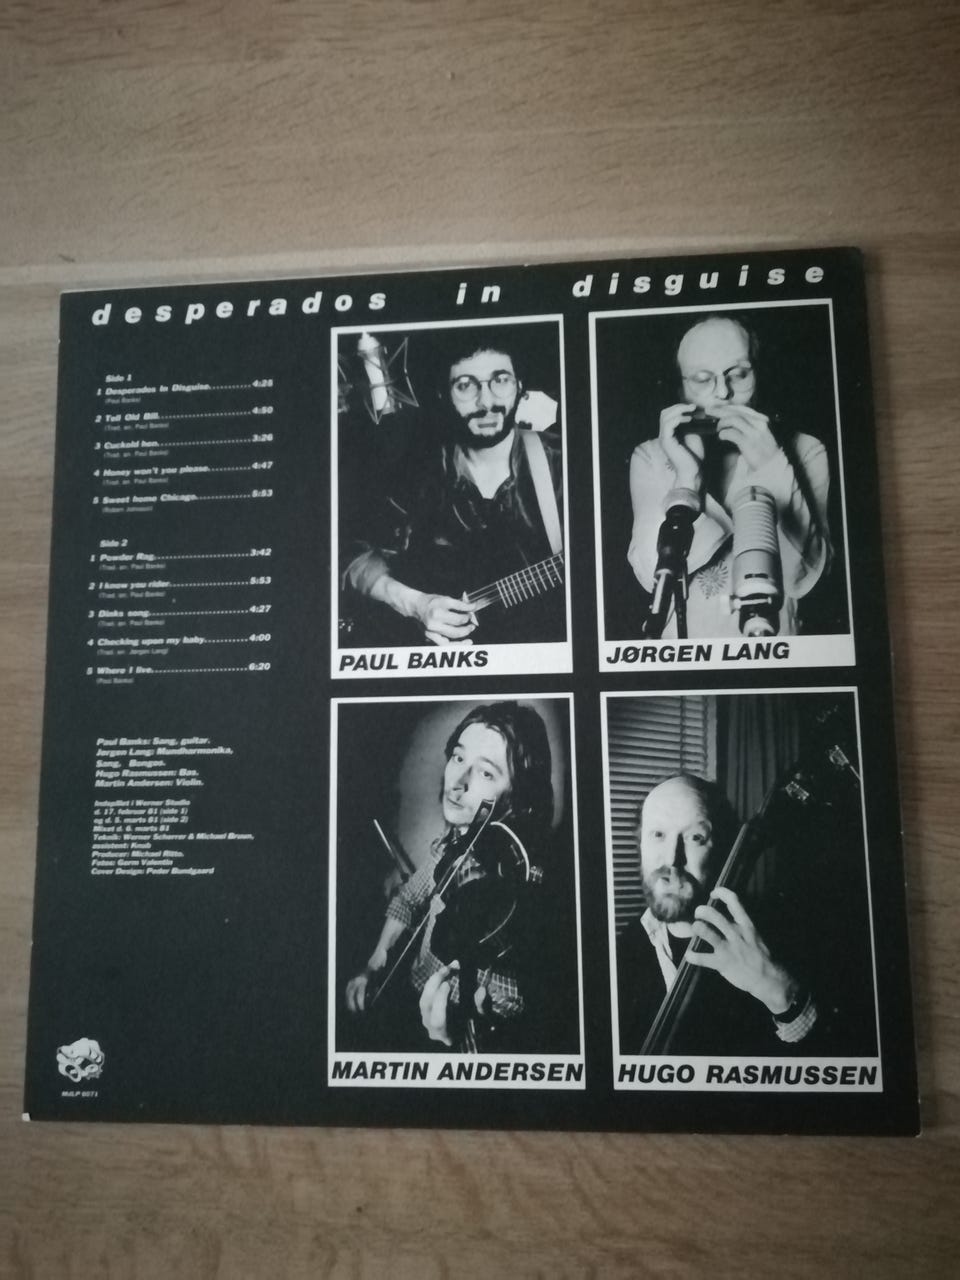 desperados in disguise
Side 1
1 Desperados in Disguise..........4:25
(Paul Banks)
2 Tell Old Bill......................4:50
(Trad. arr. Paul Banks)
3 Cuckold hen.....................3:26
(Trad. arr. Paul Banks)
4 Honey won't you please.........4:47
(Trad. arr. Paul Banks)
5 Sweet home Chicago............5:53
(Robert Johnson)
Side 2
1 Powder Rag.....................3:42
(Trad. arr. Paul Banks)
2 I know you rider.................5:53
(Trad. arr. Paul Banks)
3 Dinks song......................4:27
(Trad. arr. Paul Banks)
4 Checking upon my baby.........4:00
(Trad. arr. Jørgen Lang)
5 Where I live.....................6:20
(Paul Banks)
Paul Banks: Sang, guitar.
Jørgen Lang: Mundharmonika,
Sang, Bongos.
Hugo Rasmussen: Bas.
Martin Andersen: Violin.
Indspillet i Werner Studio
d. 17. februar 81 (side 1)
og d. 5. marts 81 (side 2)
Mixet d. 6. marts 81
Teknik: Werner Scherrer & Michael Bruun,
assistent: Knub
Producer: Michael Ritto.
Fotos: Gorm Valentin
Cover Design: Peder Bundgaard
PAUL BANKS
JØRGEN LANG
MARTIN ANDERSEN
HUGO RASMUSSEN
MdLP 6071